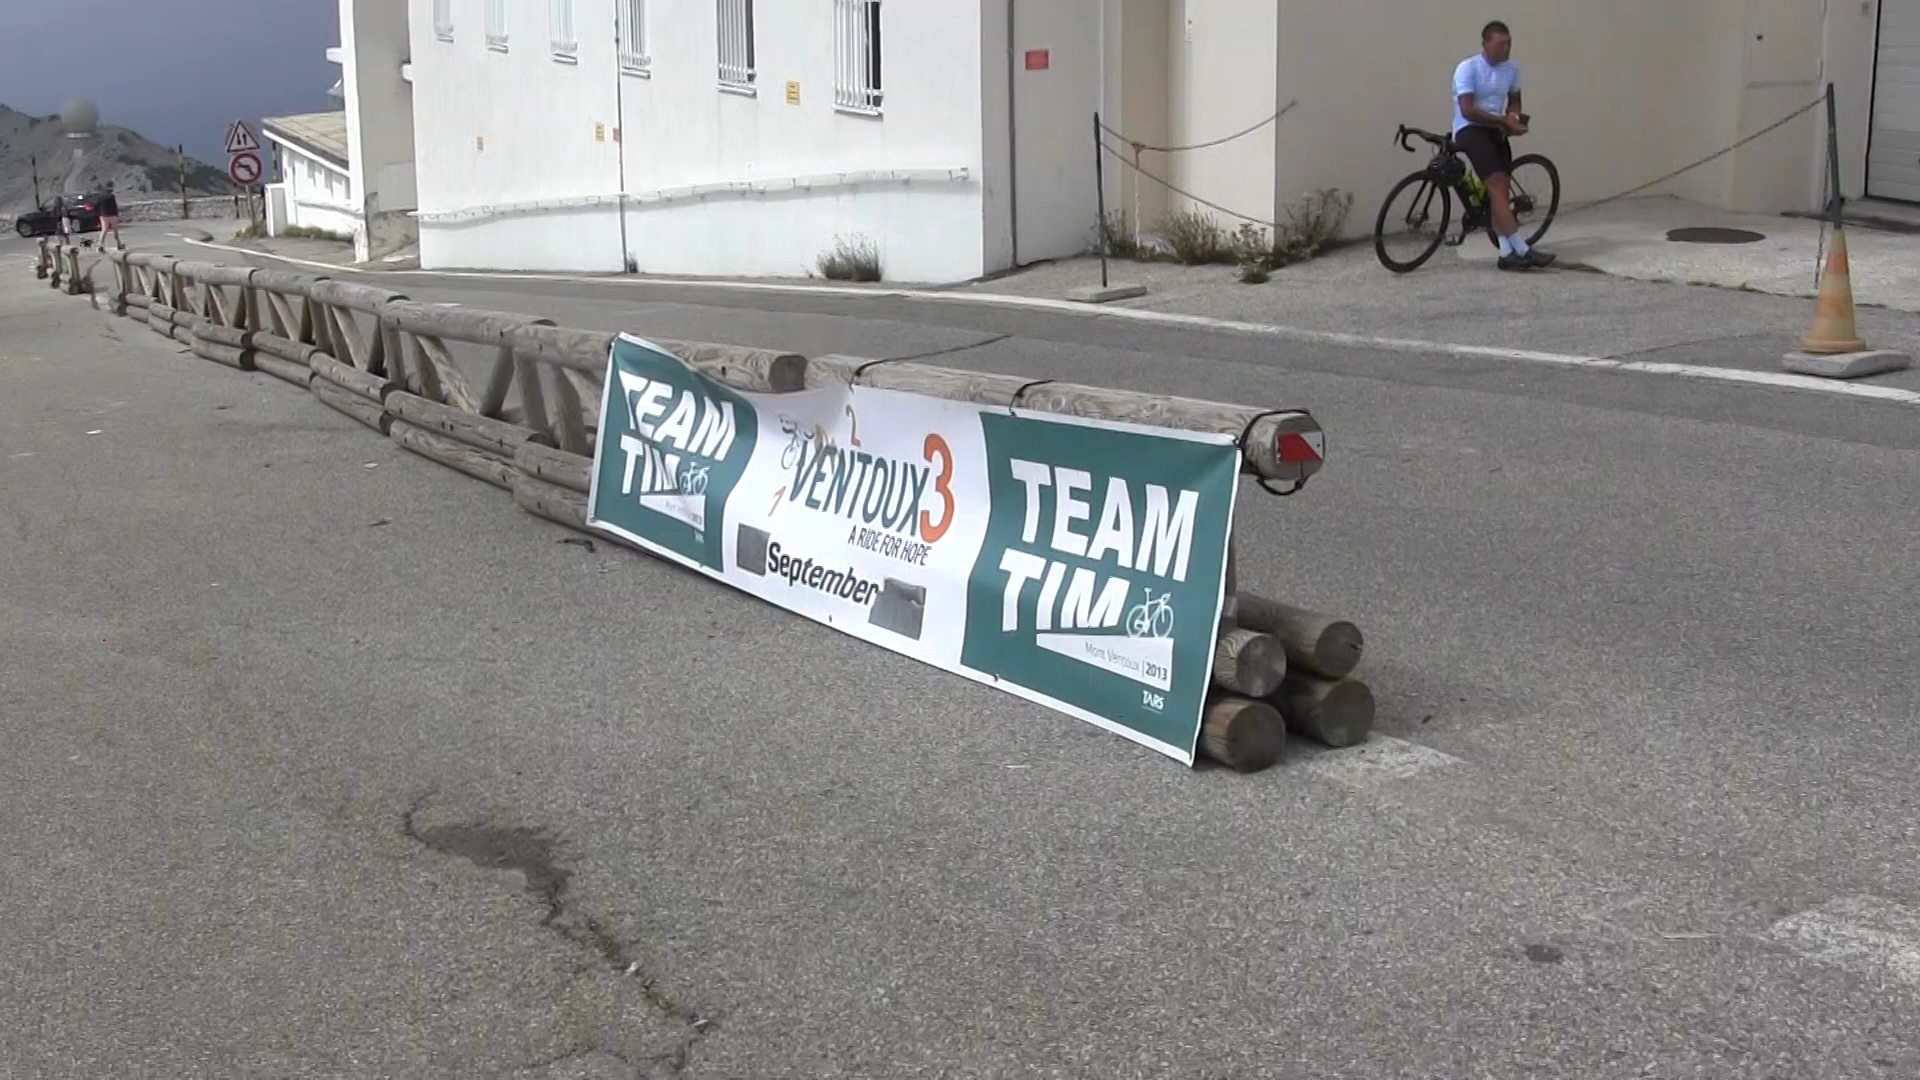 TEAM
TIM
2
1 VENTOUX3
A RIDE FOR HOPE
September
TEAM
TIM
Mont Ventoux | 2013
TARS